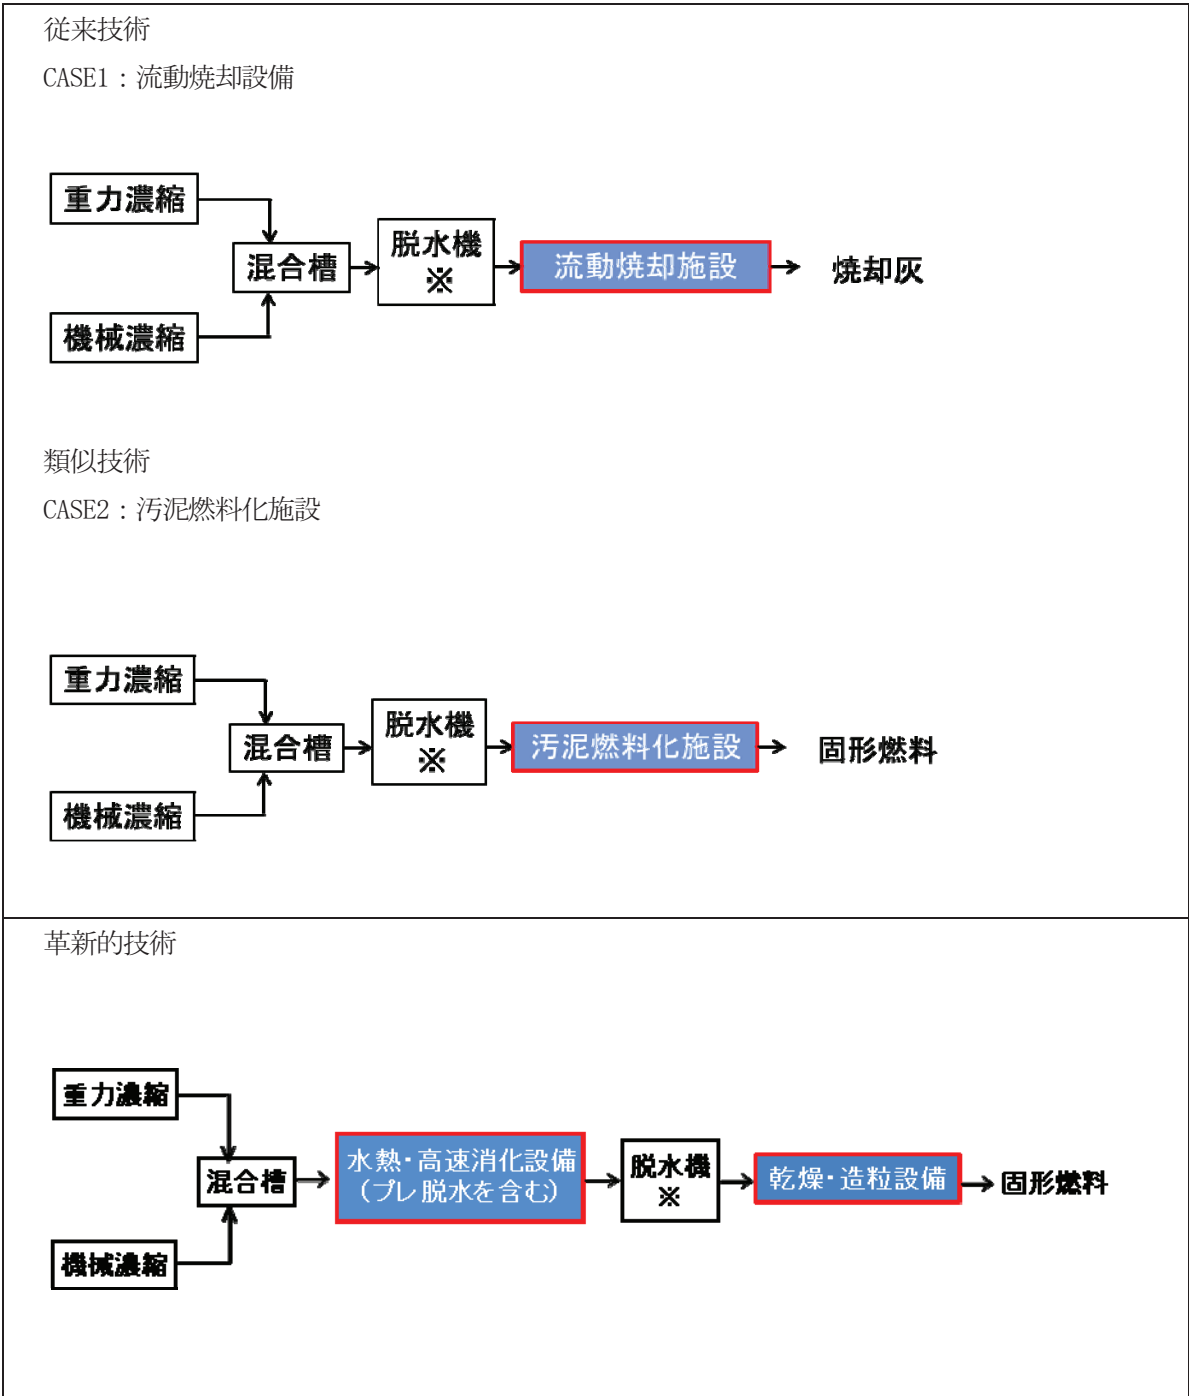 従来技術
CASE1：流動焼却設備
重力濃縮
機械濃縮
混合槽
脱水機
※
流動焼却施設
焼却灰
類似技術
CASE2：汚泥燃料化施設
重力濃縮
機械濃縮
混合槽
脱水機
※
汚泥燃料化施設
固形燃料
革新的技術
重力濃縮
機械濃縮
混合槽
水熱・高速消化設備
（プレ脱水を含む）
脱水機
※
乾燥・造粒設備
固形燃料